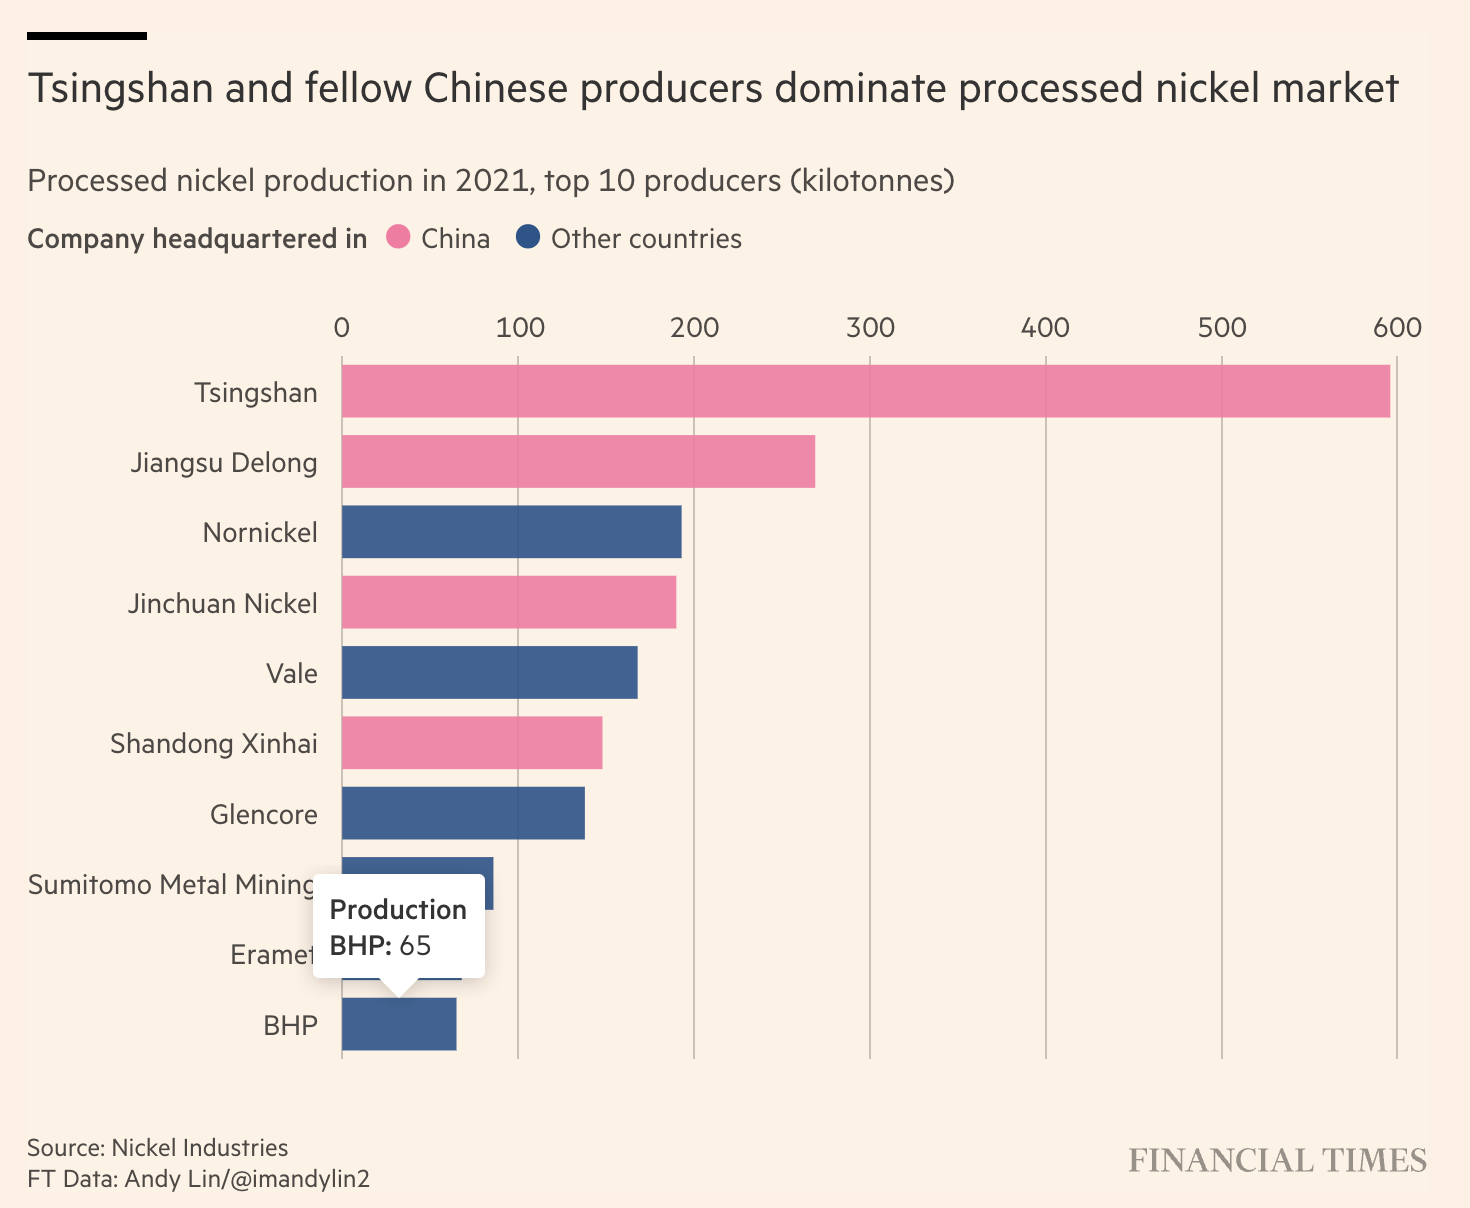 Tsingshan and fellow Chinese producers dominate processed nickel market
Processed nickel production in 2021, top 10 producers (kilotonnes)
Company headquartered in China Other countries
0 100 200 300 400 500 600
Tsingshan
Jiangsu Delong
Nornickel
Jinchuan Nickel
Vale
Shandong Xinhai
Glencore
Sumitomo Metal Mining
Production
BHP: 65
Eramet
BHP
Source: Nickel Industries
FT Data: Andy Lin/@imandylin2
FINANCIAL TIMES